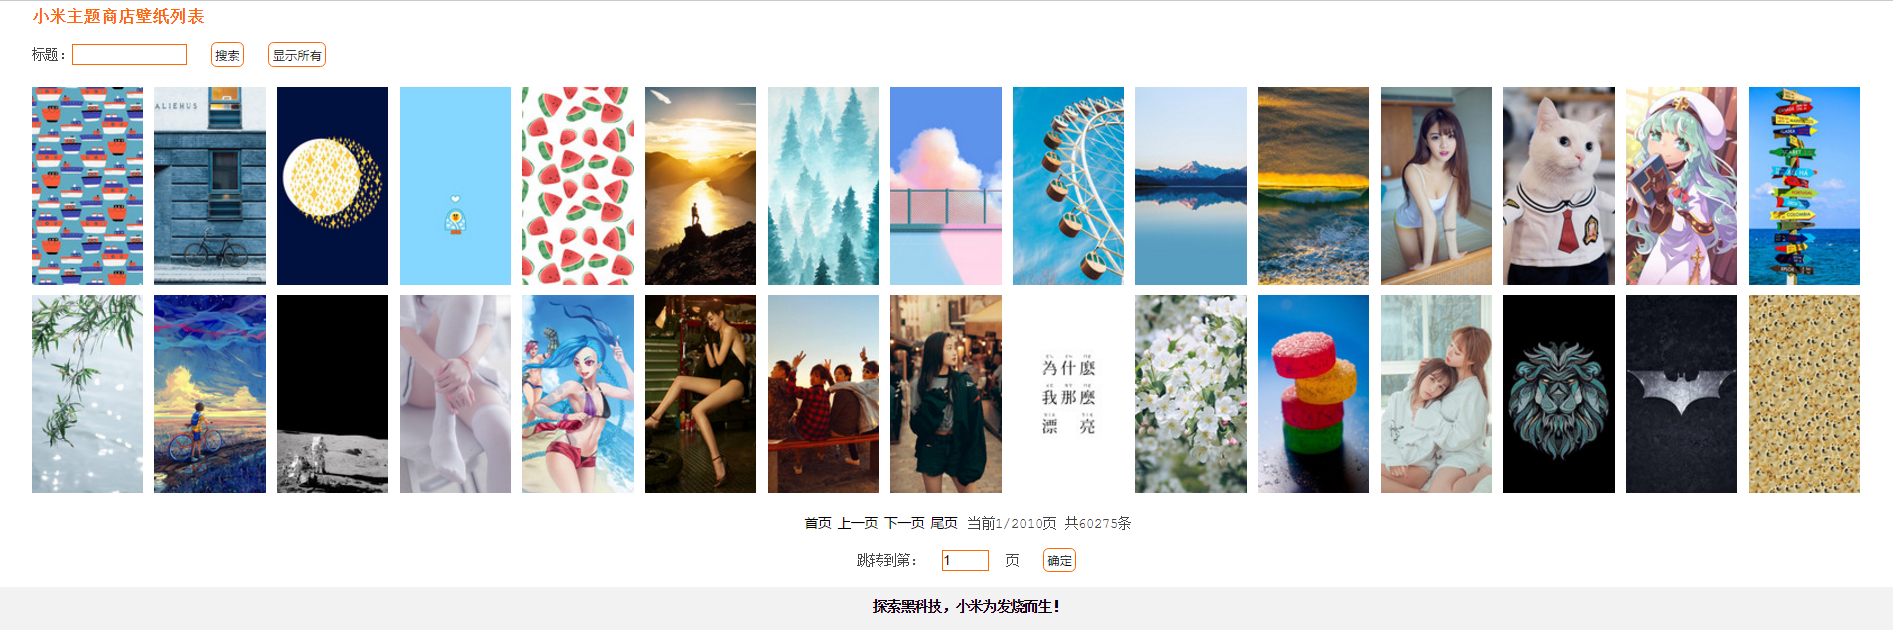 小米主题商店壁纸列表
标题：
搜索
显示所有
ALIEHUS
為什麼
我那麼
漂 亮
首页 上一页 下一页 尾页 当前1/2010页 共60275条
跳转到第： 1 页 确定
探索黑科技，小米为发烧而生！